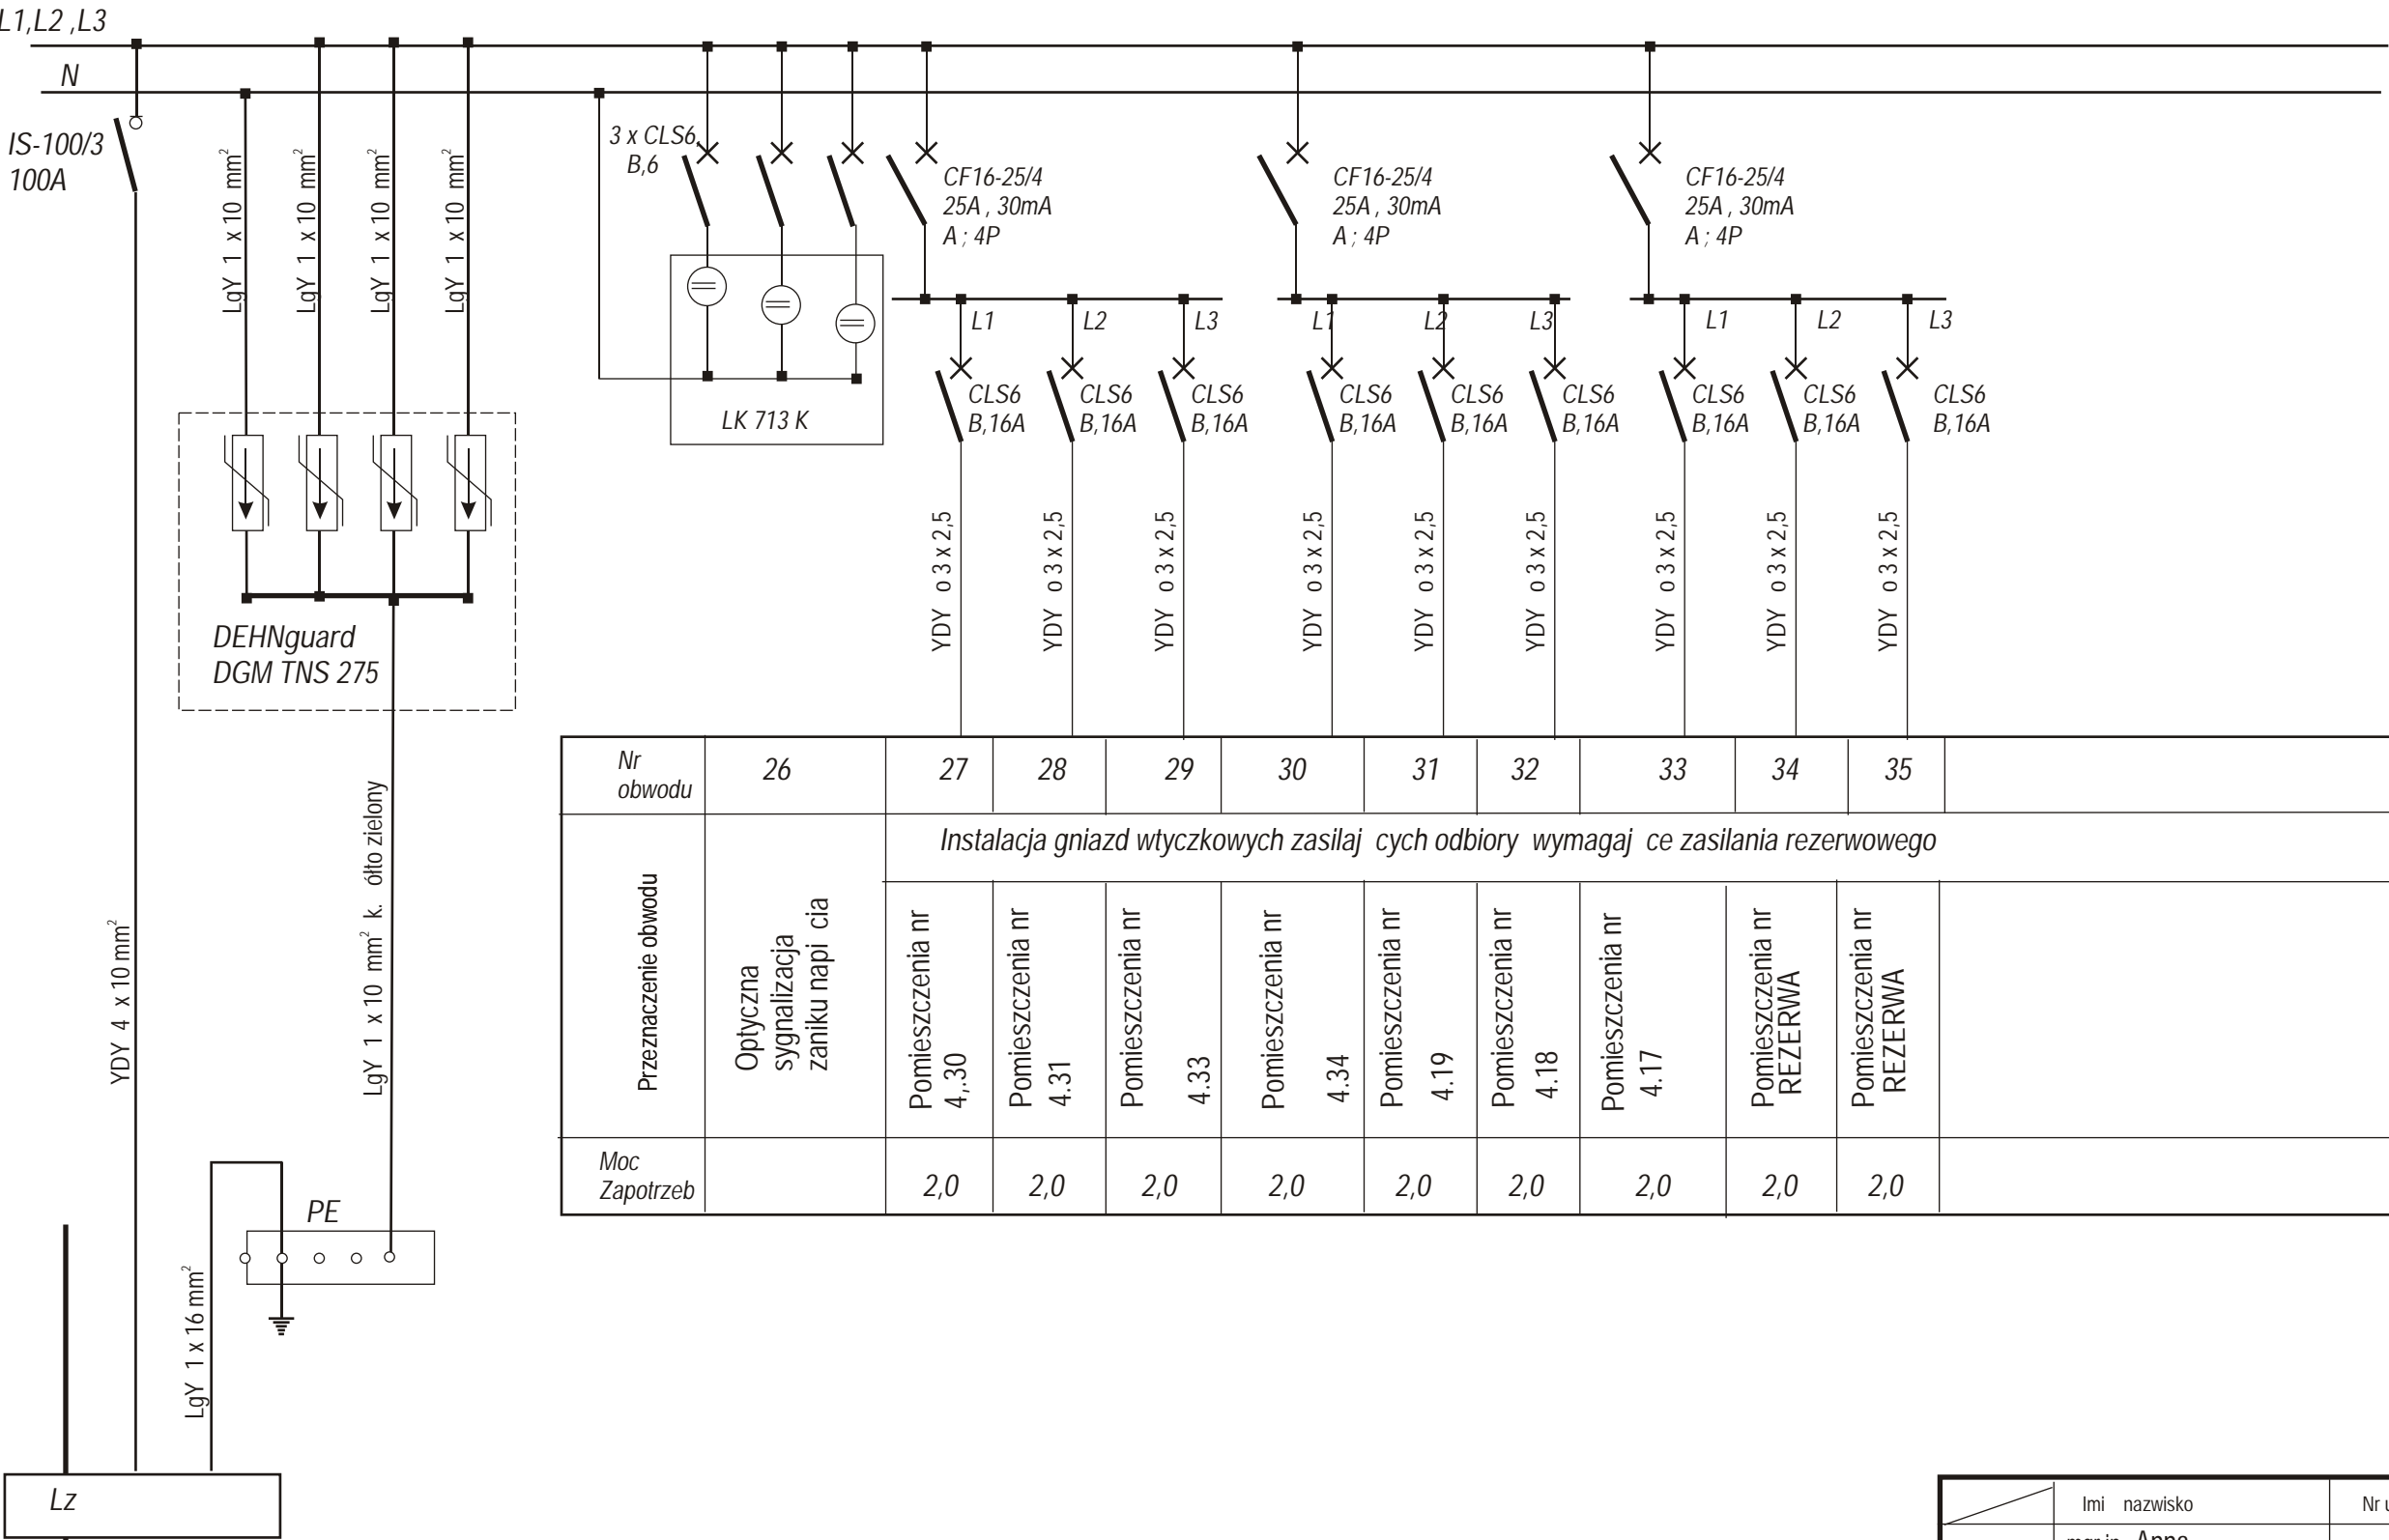 L1,L2 ,L3
N
IS-100/3
100A
LgY 1 x 10 mm²
LgY 1 x 10 mm²
LgY 1 x 10 mm²
LgY 1 x 10 mm²
3 x CLS6,
B,6
LK 713 K
CF16-25/4
25A , 30mA
A ; 4P
CF16-25/4
25A , 30mA
A ; 4P
CF16-25/4
25A , 30mA
A ; 4P
L1
L2
L3
L1
L2
L3
L1
L2
L3
CLS6
B,16A
CLS6
B,16A
CLS6
B,16A
CLS6
B,16A
CLS6
B,16A
CLS6
B,16A
CLS6
B,16A
CLS6
B,16A
CLS6
B,16A
YDY o 3 x 2,5
YDY o 3 x 2,5
YDY o 3 x 2,5
YDY o 3 x 2,5
YDY o 3 x 2,5
YDY o 3 x 2,5
YDY o 3 x 2,5
YDY o 3 x 2,5
YDY o 3 x 2,5
DEHNguard
DGM TNS 275
YDY 4 x 10 mm²
LgY 1 x 10 mm² k. ółto zielony
Nr
obwodu
26
27
28
29
30
31
32
33
34
35
Przeznaczenie obwodu
Optyczna
sygnalizacja
zaniku napi cia
Instalacja gniazd wtyczkowych zasilaj cych odbiory wymagaj ce zasilania rezerwowego
Pomieszczenia nr
4,.30
Pomieszczenia nr
4.31
Pomieszczenia nr
4.33
Pomieszczenia nr
4.34
Pomieszczenia nr
4.19
Pomieszczenia nr
4.18
Pomieszczenia nr
4.17
Pomieszczenia nr
REZERWA
Pomieszczenia nr
REZERWA
Moc
Zapotrzeb
2,0
2,0
2,0
2,0
2,0
2,0
2,0
2,0
2,0
PE
LgY 1 x 16 mm²
Lz
Imi nazwisko
Nr